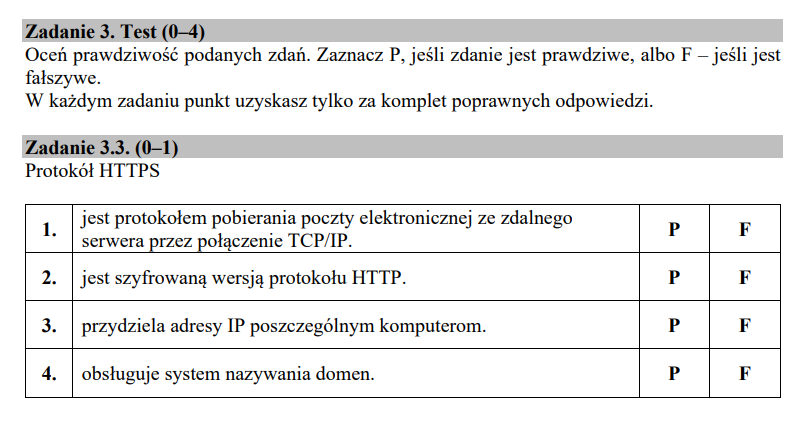 Zadanie 3. Test (0–4)
Oceń prawdziwość podanych zdań. Zaznacz P, jeśli zdanie jest prawdziwe, albo F – jeśli jest
fałszywe.
W każdym zadaniu punkt uzyskasz tylko za komplet poprawnych odpowiedzi.
Zadanie 3.3. (0–1)
Protokół HTTPS
1. jest protokołem pobierania poczty elektronicznej ze zdalnego
serwera przez połączenie TCP/IP. P F
2. jest szyfrowaną wersją protokołu HTTP. P F
3. przydziela adresy IP poszczególnym komputerom. P F
4. obsługuje system nazywania domen. P F